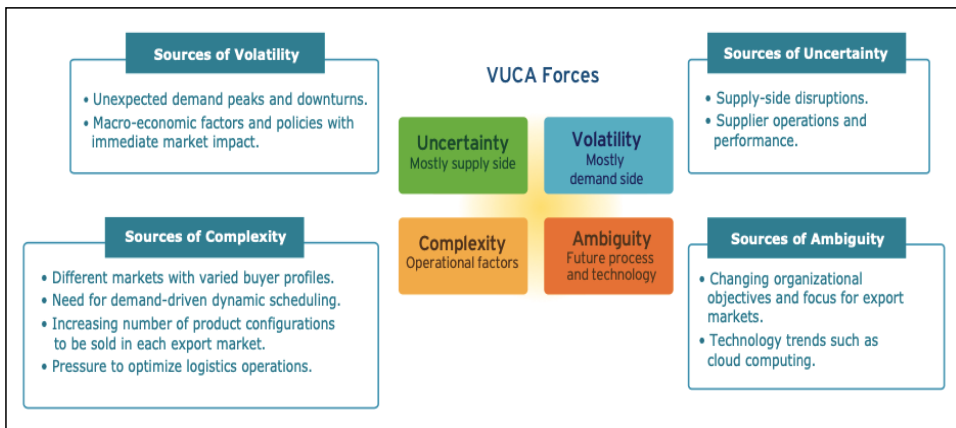 Sources of Volatility
• Unexpected demand peaks and downturns.
• Macro-economic factors and policies with
immediate market impact.
VUCA Forces
Sources of Uncertainty
• Supply-side disruptions.
• Supplier operations and
performance.
Uncertainty
Mostly supply side
Volatility
Mostly
demand side
Complexity
Operational factors
Ambiguity
Future process
and technology
Sources of Complexity
• Different markets with varied buyer profiles.
• Need for demand-driven dynamic scheduling.
• Increasing number of product configurations
to be sold in each export market.
• Pressure to optimize logistics operations.
Sources of Ambiguity
• Changing organizational
objectives and focus for export
markets.
• Technology trends such as
cloud computing.